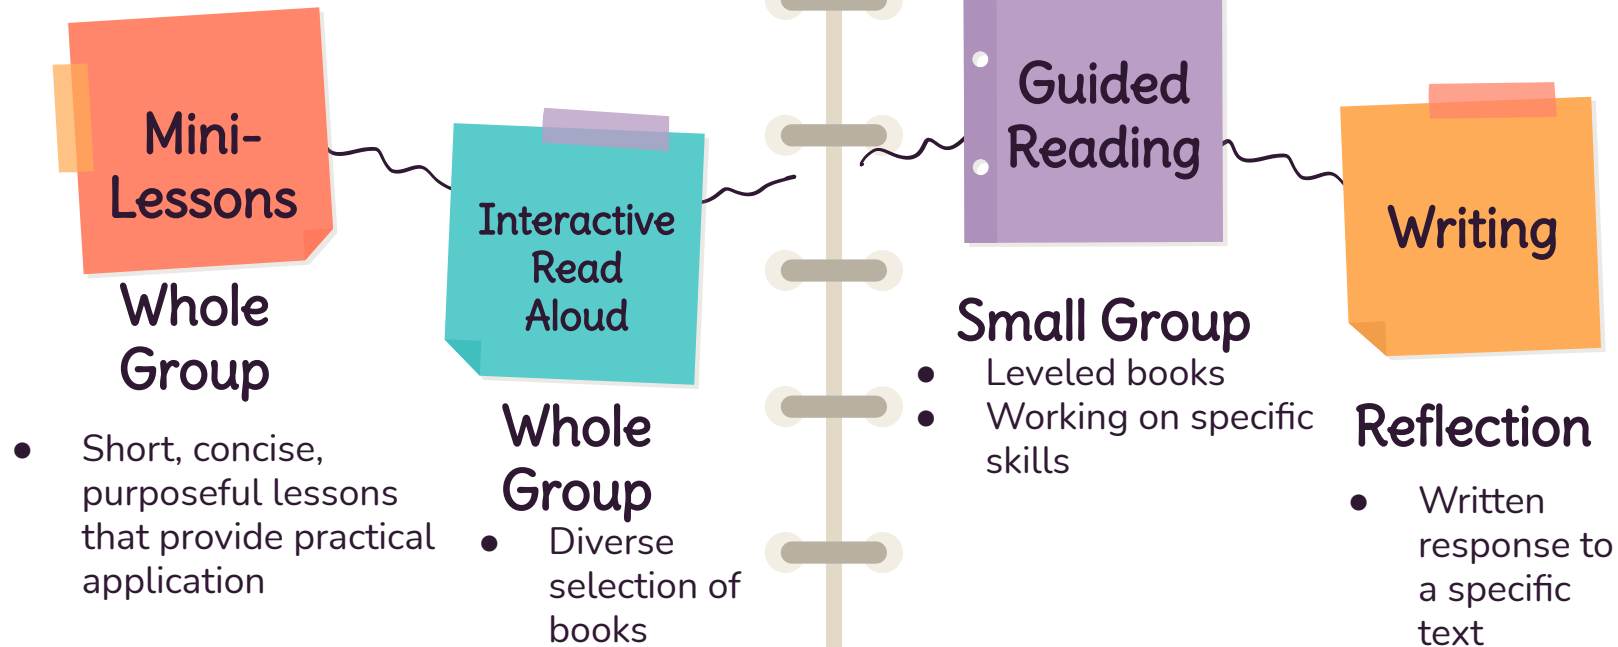 Mini-
Lessons
Whole
Group
● Short, concise,
purposeful lessons
that provide practical
application
Interactive
Read
Aloud
Whole
Group
● Diverse
selection of
books
Guided
Reading
Small Group
● Leveled books
● Working on specific
skills
Writing
Reflection
● Written
response to
a specific
text